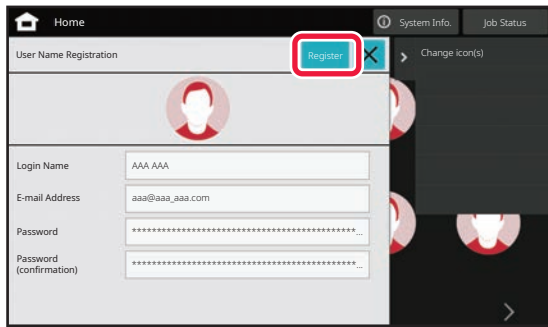 Home
System Info.
Job Status
User Name Registration
Register
Change icon(s)
Login Name
AAA AAA
E-mail Address
aaa@aaa_aaa.com
Password
*********************************************...
Password
(confirmation)
*********************************************...